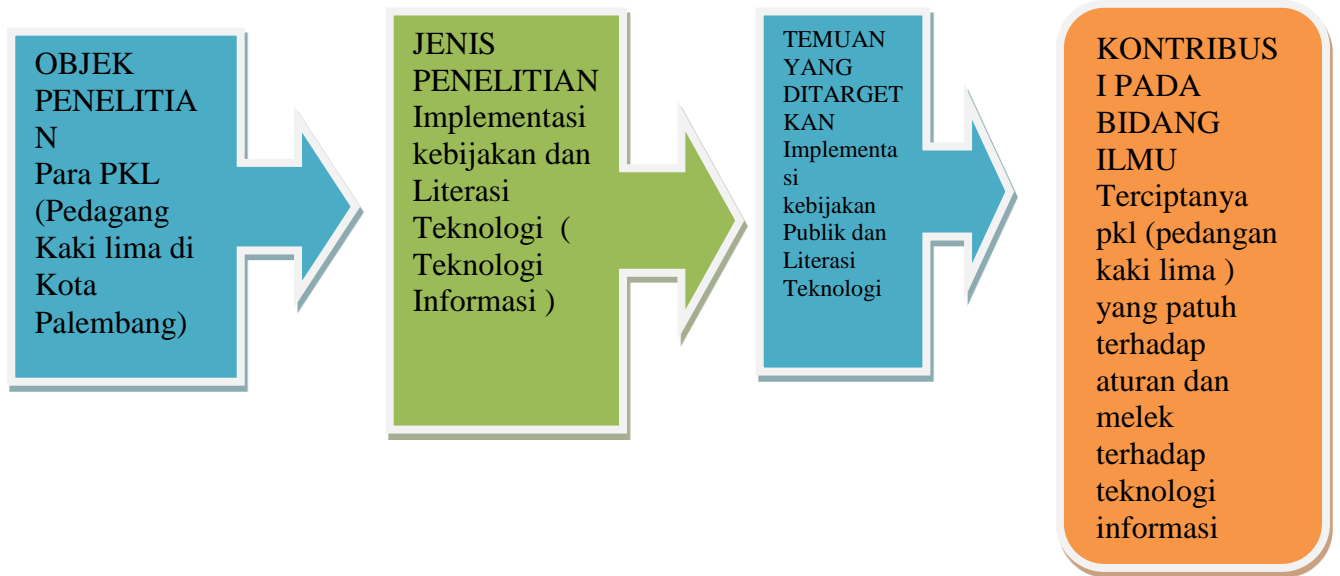 OBJEK
PENELITIA
N
Para PKL
(Pedagang
Kaki lima di
Kota
Palembang)
JENIS
PENELITIAN
Implementasi
kebijakan dan
Literasi
Teknologi (
Teknologi
Informasi )
TEMUAN
YANG
DITARGET
KAN
Implementa
si
kebijakan
Publik dan
Literasi
Teknologi
KONTRIBUS
I PADA
BIDANG
ILMU
Terciptanya
pkl (pedangan
kaki lima )
yang patuh
terhadap
aturan dan
melek
terhadap
teknologi
informasi